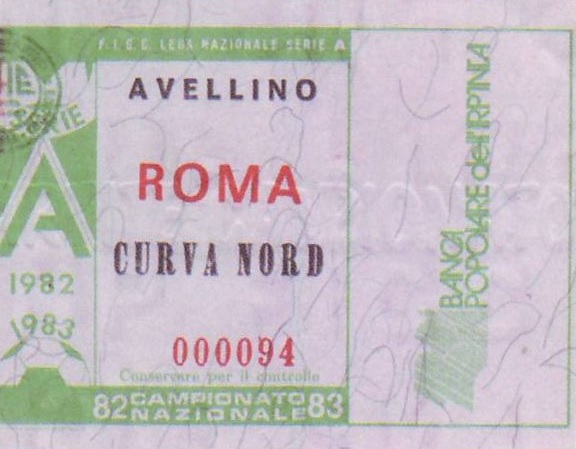 F.I.G.C. LEGA NAZIONALE SERIE A
AVELLINO
ROMA
CURVA NORD
000094
Conservare per il controllo
82 CAMPIONATO NAZIONALE 83
SERIE
A
1982
1983
BANCA
POPOLARE dell'IRPINIA